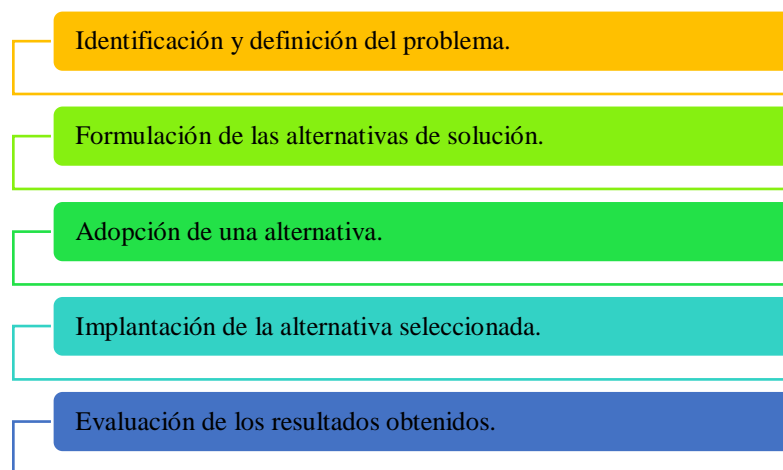 Identificación y definición del problema.
Formulación de las alternativas de solución.
Adopción de una alternativa.
Implantación de la alternativa seleccionada.
Evaluación de los resultados obtenidos.